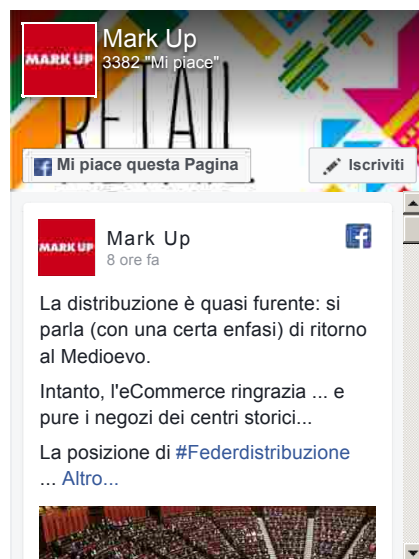 Mark Up
MARK UP
3382 "Mi piace"
RETAIL
Mi piace questa Pagina
Iscriviti
MARK UP
Mark Up
8 ore fa
La distribuzione è quasi furente: si
parla (con una certa enfasi) di ritorno
al Medioevo.
Intanto, l'eCommerce ringrazia ... e
pure i negozi dei centri storici...
La posizione di #Federdistribuzione
... Altro...